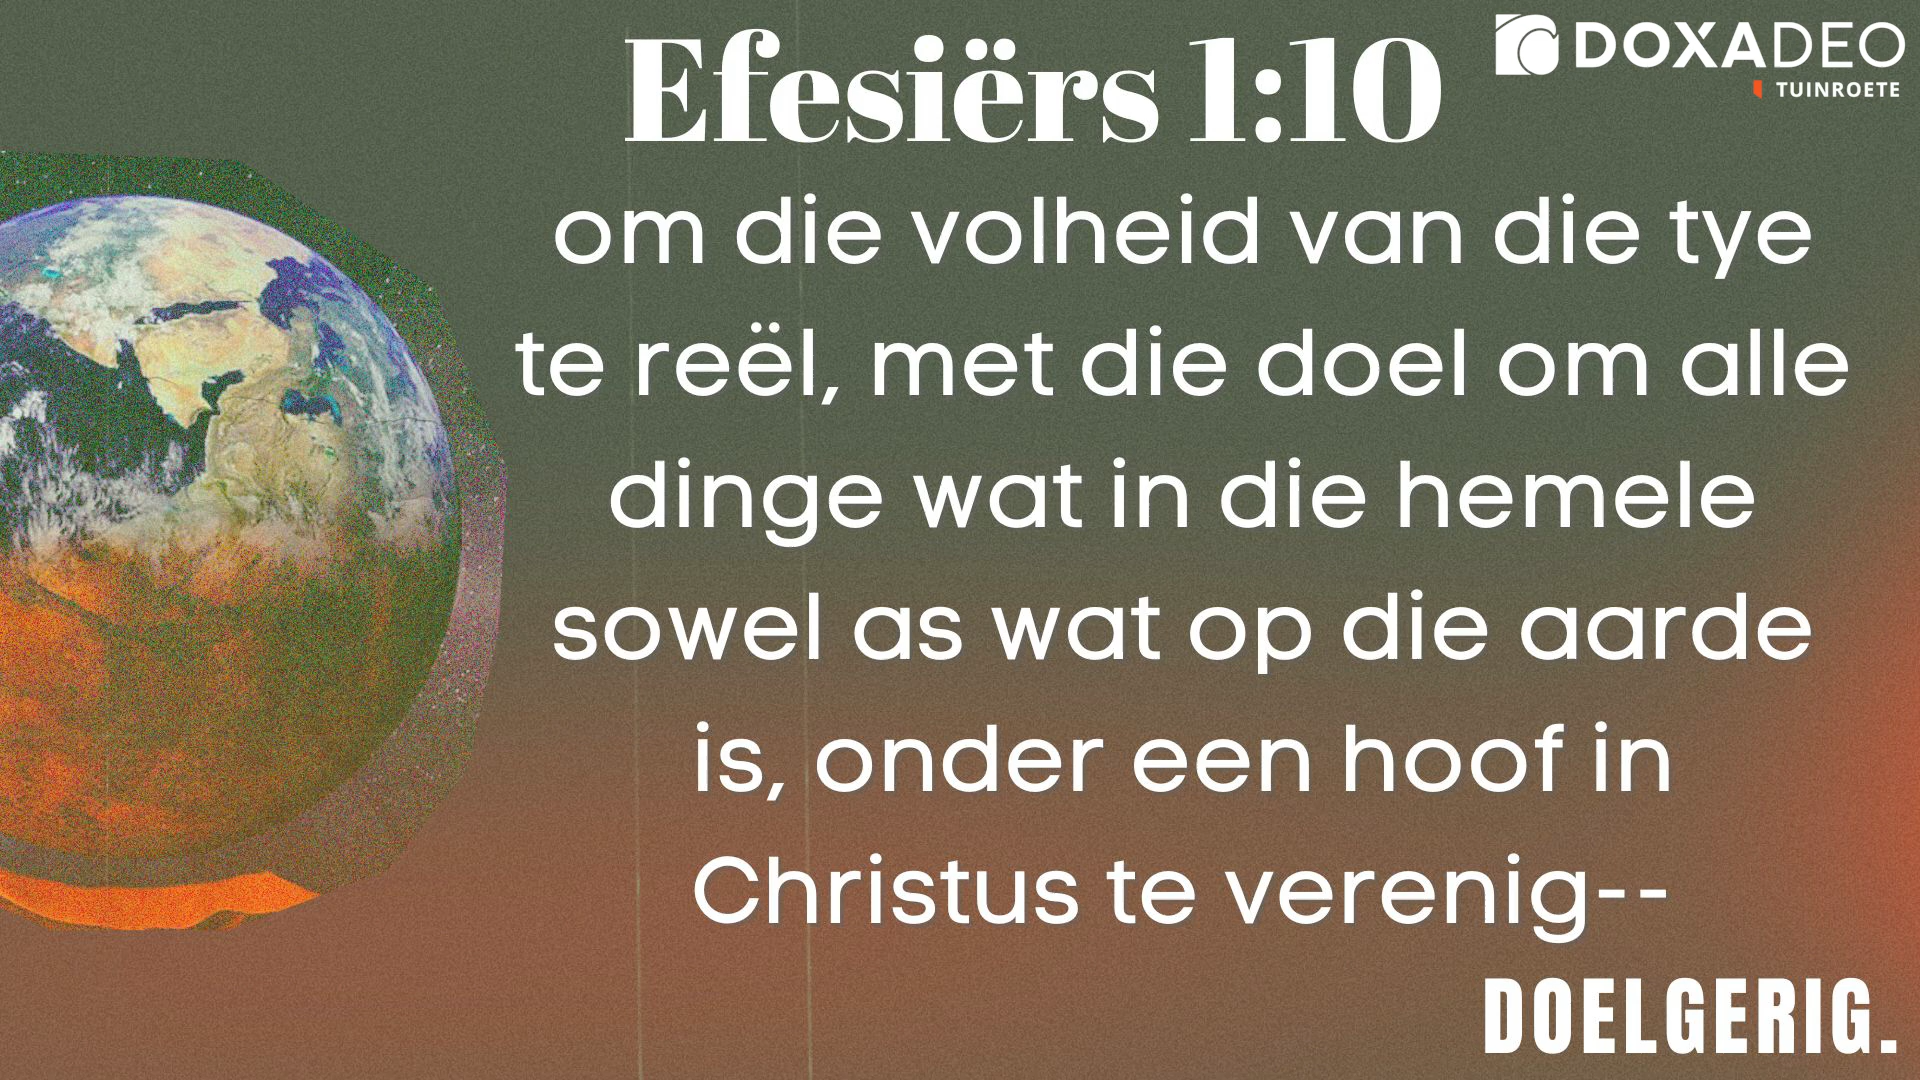 Efesiërs 1:10
DOXADEO
TUINROETE
om die volheid van die tye
te reël, met die doel om alle
dinge wat in die hemele
sowel as wat op die aarde
is, onder een hoof in
Christus te verenig--
DOELGERIG.